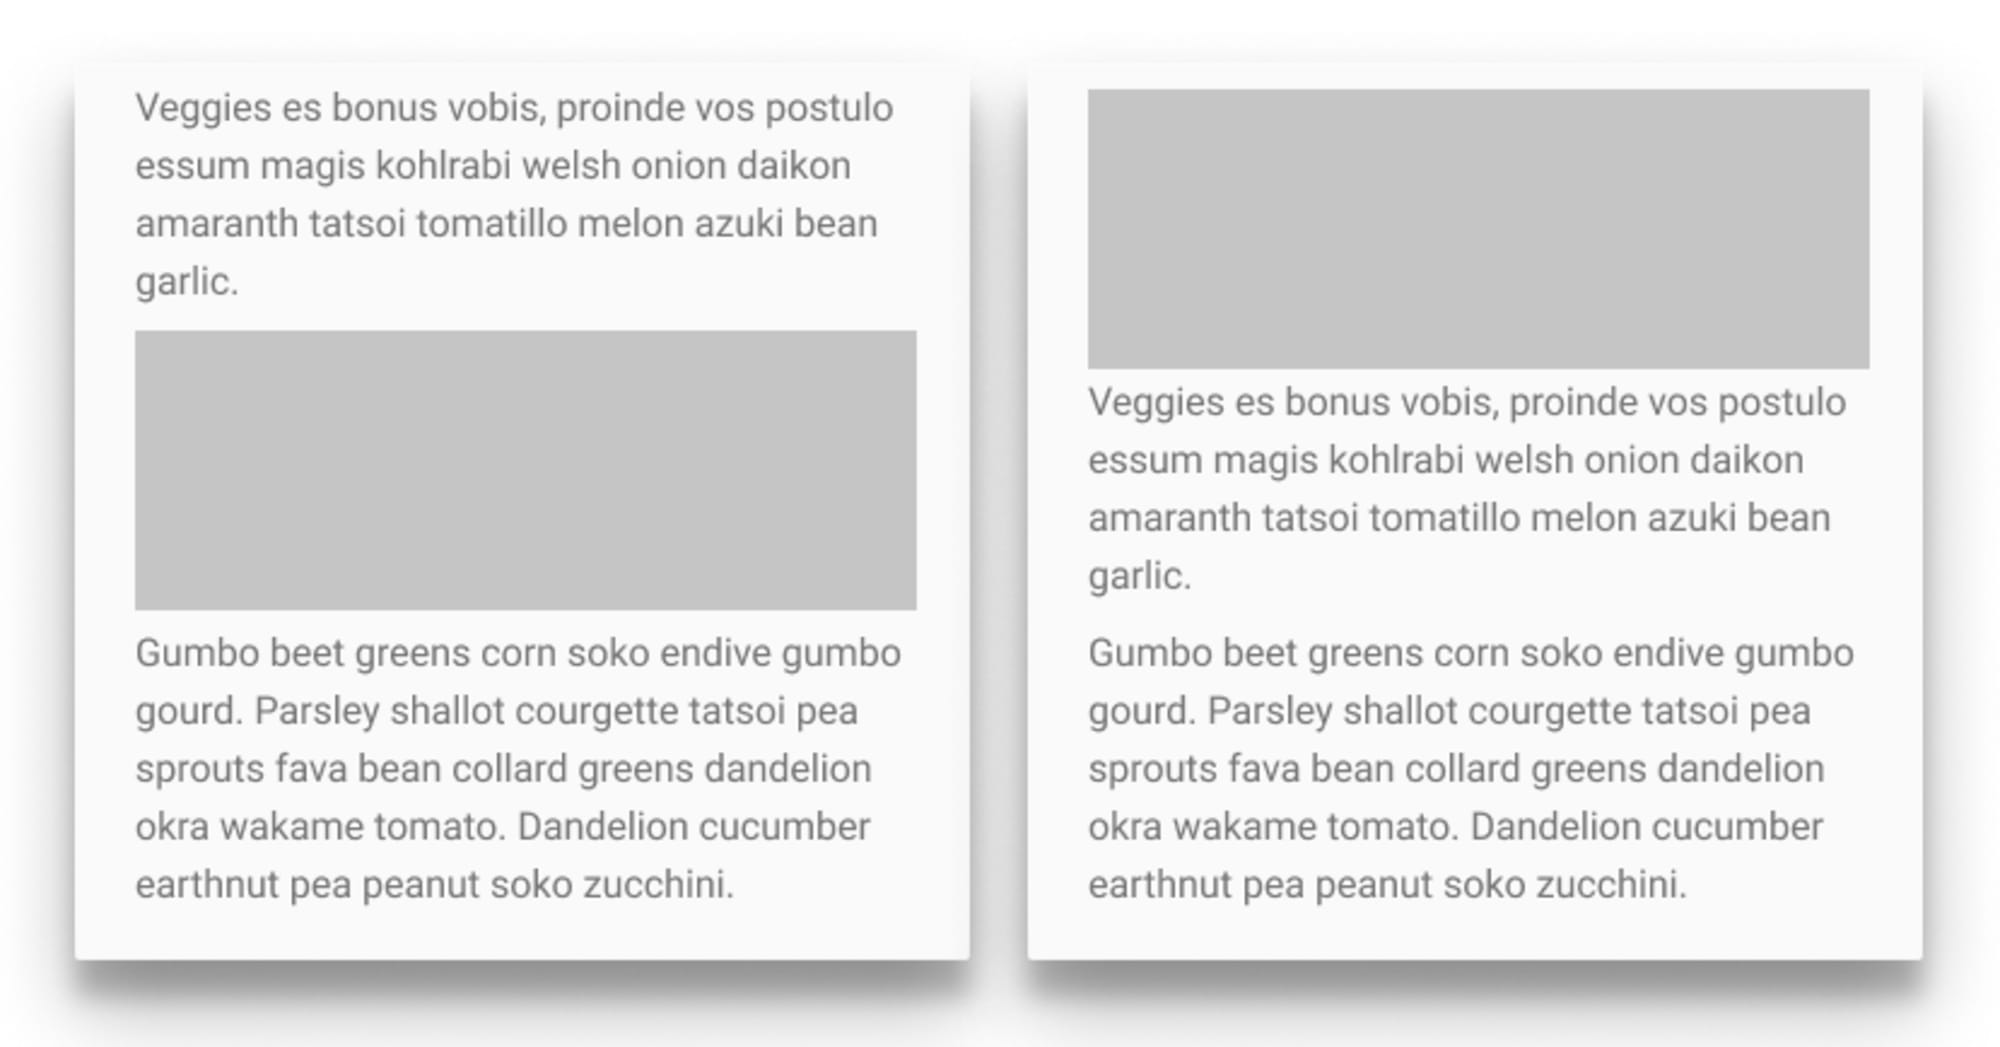 Veggies es bonus vobis, proinde vos postulo
essum magis kohlrabi welsh onion daikon
amaranth tatsoi tomatillo melon azuki bean
garlic.
Gumbo beet greens corn soko endive gumbo
gourd. Parsley shallot courgette tatsoi pea
sprouts fava bean collard greens dandelion
okra wakame tomato. Dandelion cucumber
earthnut pea peanut soko zucchini.
Veggies es bonus vobis, proinde vos postulo
essum magis kohlrabi welsh onion daikon
amaranth tatsoi tomatillo melon azuki bean
garlic.
Gumbo beet greens corn soko endive gumbo
gourd. Parsley shallot courgette tatsoi pea
sprouts fava bean collard greens dandelion
okra wakame tomato. Dandelion cucumber
earthnut pea peanut soko zucchini.